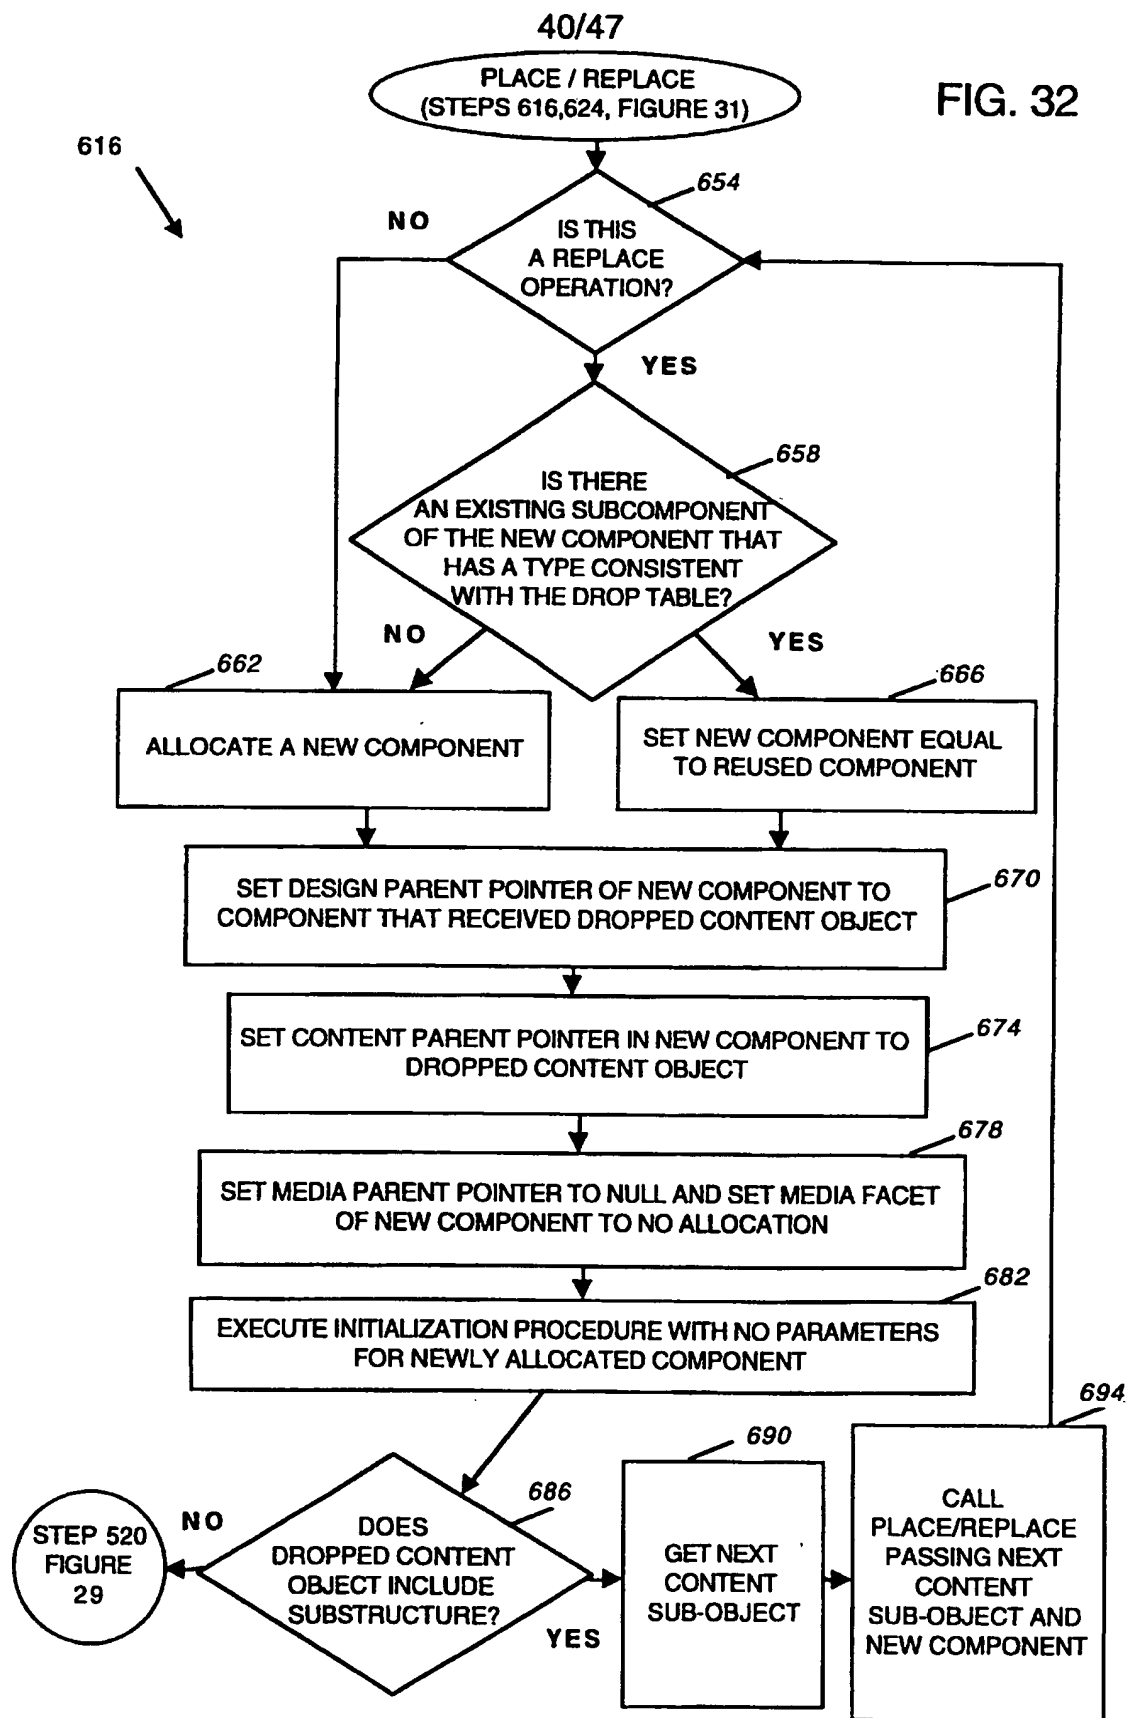 40/47
PLACE / REPLACE
(STEPS 616,624, FIGURE 31)
FIG. 32
616
654
NO
IS THIS
A REPLACE
OPERATION?
YES
658
IS THERE
AN EXISTING SUBCOMPONENT
OF THE NEW COMPONENT THAT
HAS A TYPE CONSISTENT
WITH THE DROP TABLE?
NO
YES
662
666
ALLOCATE A NEW COMPONENT
SET NEW COMPONENT EQUAL
TO REUSED COMPONENT
670
SET DESIGN PARENT POINTER OF NEW COMPONENT TO
COMPONENT THAT RECEIVED DROPPED CONTENT OBJECT
674
SET CONTENT PARENT POINTER IN NEW COMPONENT TO
DROPPED CONTENT OBJECT
678
SET MEDIA PARENT POINTER TO NULL AND SET MEDIA FACET
OF NEW COMPONENT TO NO ALLOCATION
682
EXECUTE INITIALIZATION PROCEDURE WITH NO PARAMETERS
FOR NEWLY ALLOCATED COMPONENT
686
DOES
DROPPED CONTENT
OBJECT INCLUDE
SUBSTRUCTURE?
NO
STEP 520
FIGURE
29
YES
690
GET NEXT
CONTENT
SUB-OBJECT
694
CALL
PLACE/REPLACE
PASSING NEXT
CONTENT
SUB-OBJECT AND
NEW COMPONENT